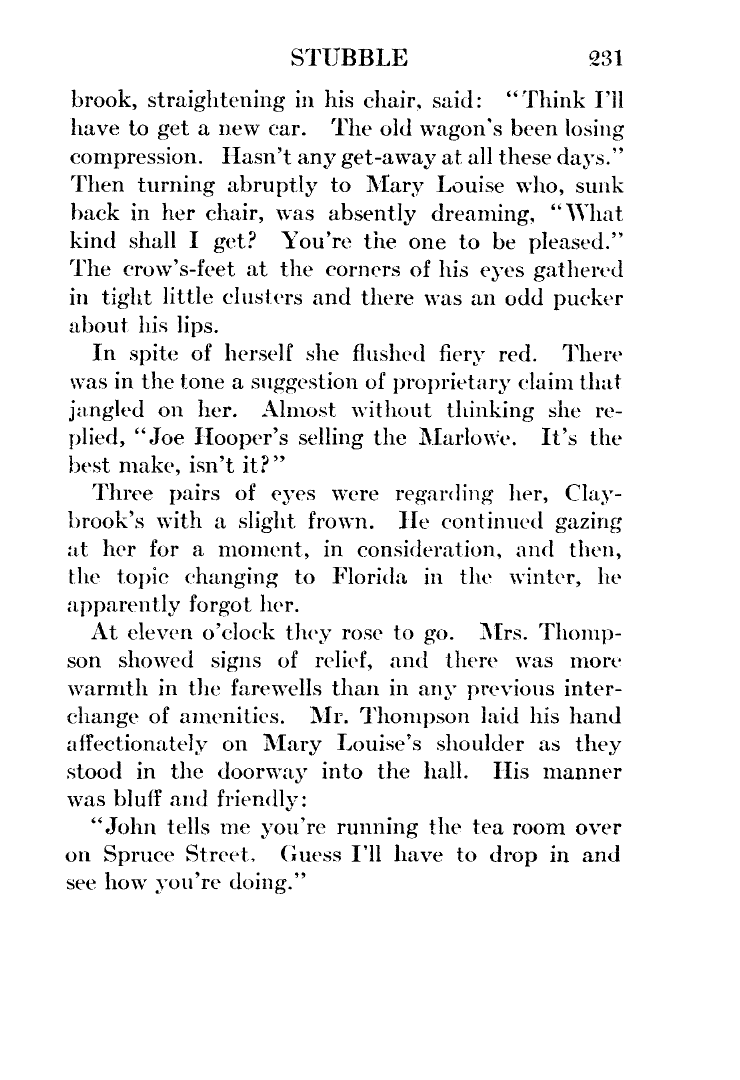 STUBBLE 231
brook, straightening in his chair, said: "Think I'll
have to get a new car. The old wagon's been losing
compression. Hasn't any get-away at all these days."
Then turning abruptly to Mary Louise who, sunk
back in her chair, was absently dreaming, "What
kind shall I get? You're the one to be pleased."
The crow's-feet at the corners of his eyes gathered
in tight little clusters and there was an odd pucker
about his lips.
In spite of herself she flushed fiery red. There
was in the tone a suggestion of proprietary claim that
jangled on her. Almost without thinking she re-
plied, "Joe Hooper's selling the Marlowe. It's the
best make, isn't it?"
Three pairs of eyes were regarding her, Clay-
brook's with a slight frown. He continued gazing
at her for a moment, in consideration, and then,
the topic changing to Florida in the winter, he
apparently forgot her.
At eleven o'clock they rose to go. Mrs. Thomp-
son showed signs of relief, and there was more
warmth in the farewells than in any previous inter-
change of amenities. Mr. Thompson laid his hand
affectionately on Mary Louise's shoulder as they
stood in the doorway into the hall. His manner
was bluff and friendly:
"John tells me you're running the tea room over
on Spruce Street. Guess I'll have to drop in and
see how you're doing."